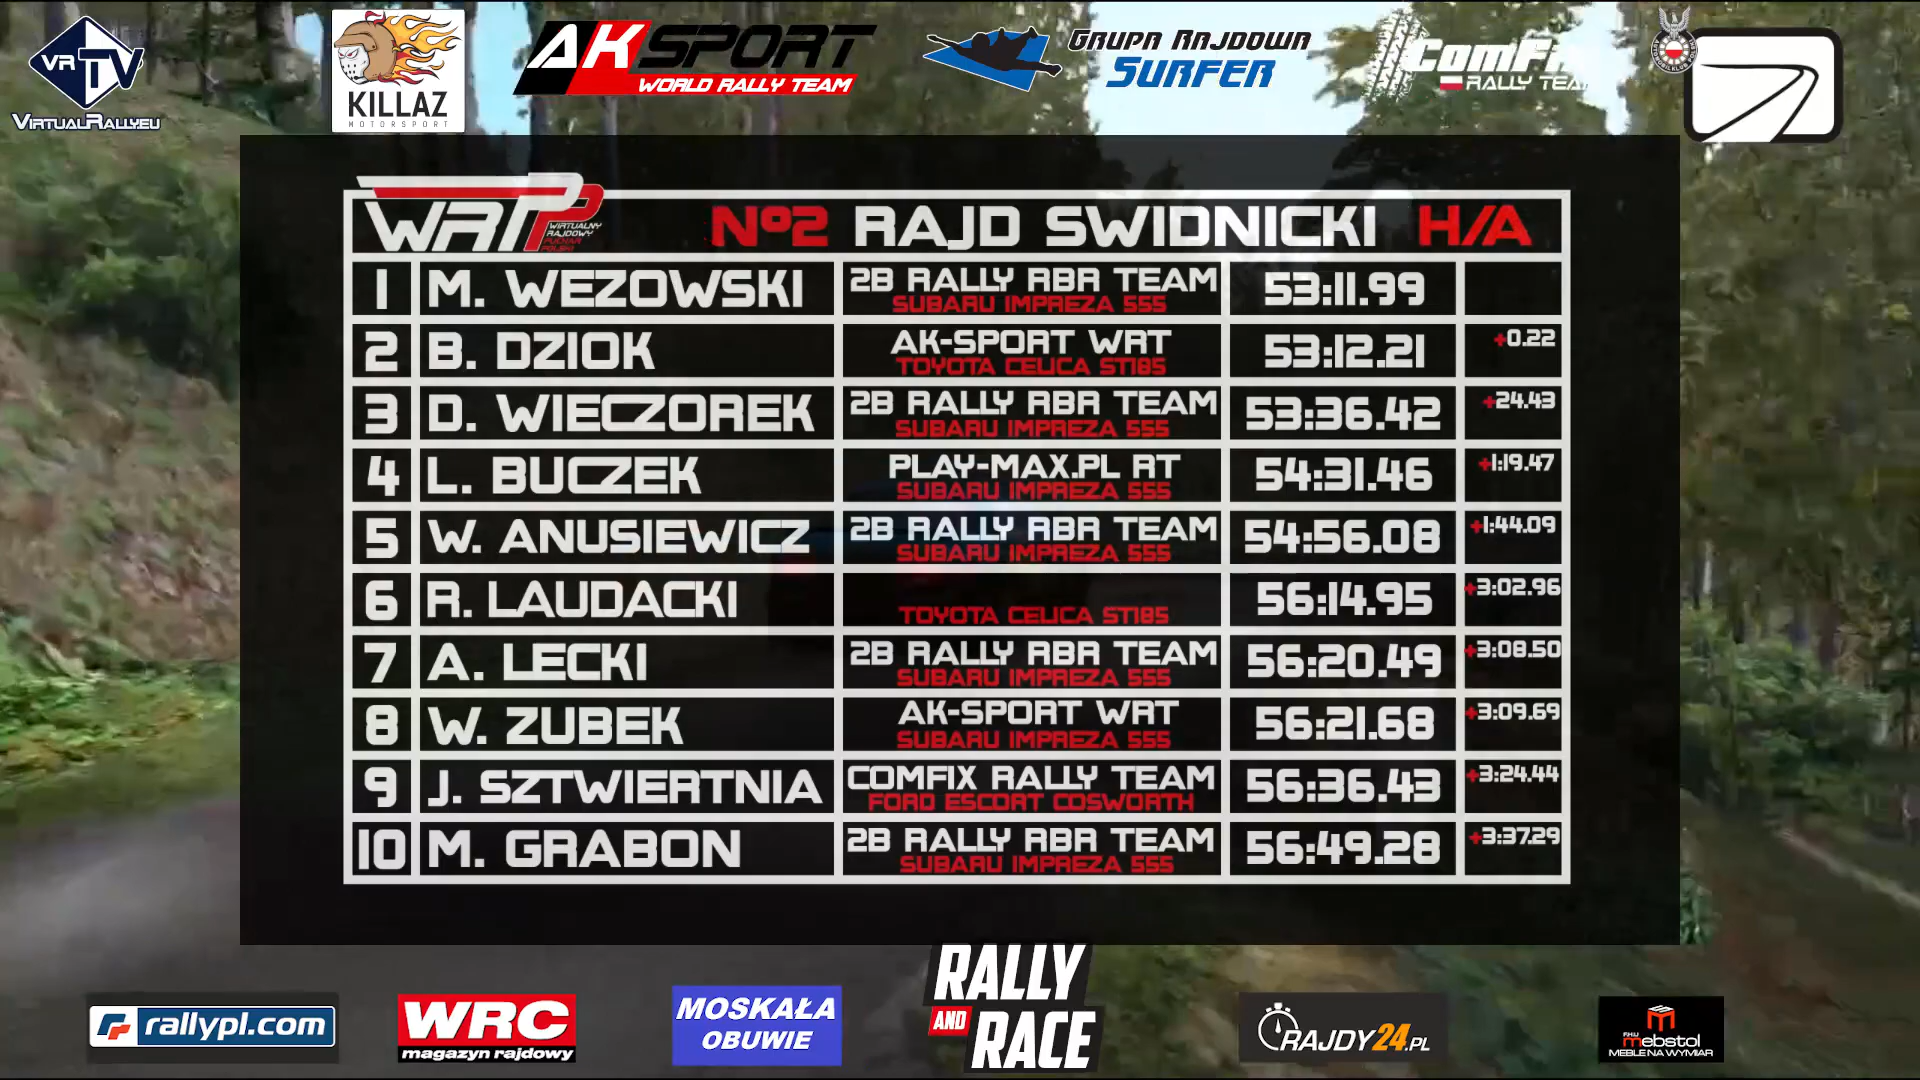 VRTV
VIRTUALRALLY.EU
KILLAZ
MOTORSPORT
AK SPORT
WORLD RALLY TEAM
GRUPA RAJDOWA
SURFER
COMFIX
RALLY TEAM
WRTPP
WIRTUALNY
RAJDOWY
PUCHAR
POLSKI
Nº2 RAJD SWIDNICKI H/A
1 M. WEZOWSKI 2B RALLY RBR TEAM 53:11.99
SUBARU IMPREZA 555
2 B. DZIOK AK-SPORT WRT 53:12.21 +0.22
TOYOTA CELICA ST185
3 D. WIECZOREK 2B RALLY RBR TEAM 53:36.42 +24.43
SUBARU IMPREZA 555
4 L. BUCZEK PLAY-MAX.PL RT 54:31.46 +1:19.47
SUBARU IMPREZA 555
5 W. ANUSIEWICZ 2B RALLY RBR TEAM 54:56.08 +1:44.09
SUBARU IMPREZA 555
6 R. LAUDACKI 56:14.95 +3:02.96
TOYOTA CELICA ST185
7 A. LECKI 2B RALLY RBR TEAM 56:20.49 +3:08.50
SUBARU IMPREZA 555
8 W. ZUBEK AK-SPORT WRT 56:21.68 +3:09.69
SUBARU IMPREZA 555
9 J. SZTWIERTNIA COMFIX RALLY TEAM 56:36.43 +3:24.44
FORD ESCORT COSWORTH
10 M. GRABON 2B RALLY RBR TEAM 56:49.28 +3:37.29
SUBARU IMPREZA 555
rallypl.com
WRC
magazyn rajdowy
MOSKAŁA
OBUWIE
RALLY
AND
RACE
RAJDY24.PL
F.H.U
mebstol
MEBLE NA WYMIAR